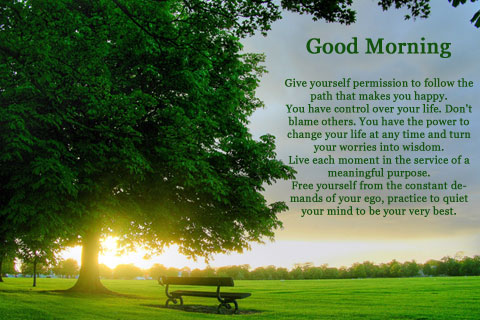 Good Morning
Give yourself permission to follow the
path that makes you happy.
You have control over your life. Don't
blame others. You have the power to
change your life at any time and turn
your worries into wisdom.
Live each moment in the service of a
meaningful purpose.
Free yourself from the constant de-
mands of your ego, practice to quiet
your mind to be your very best.